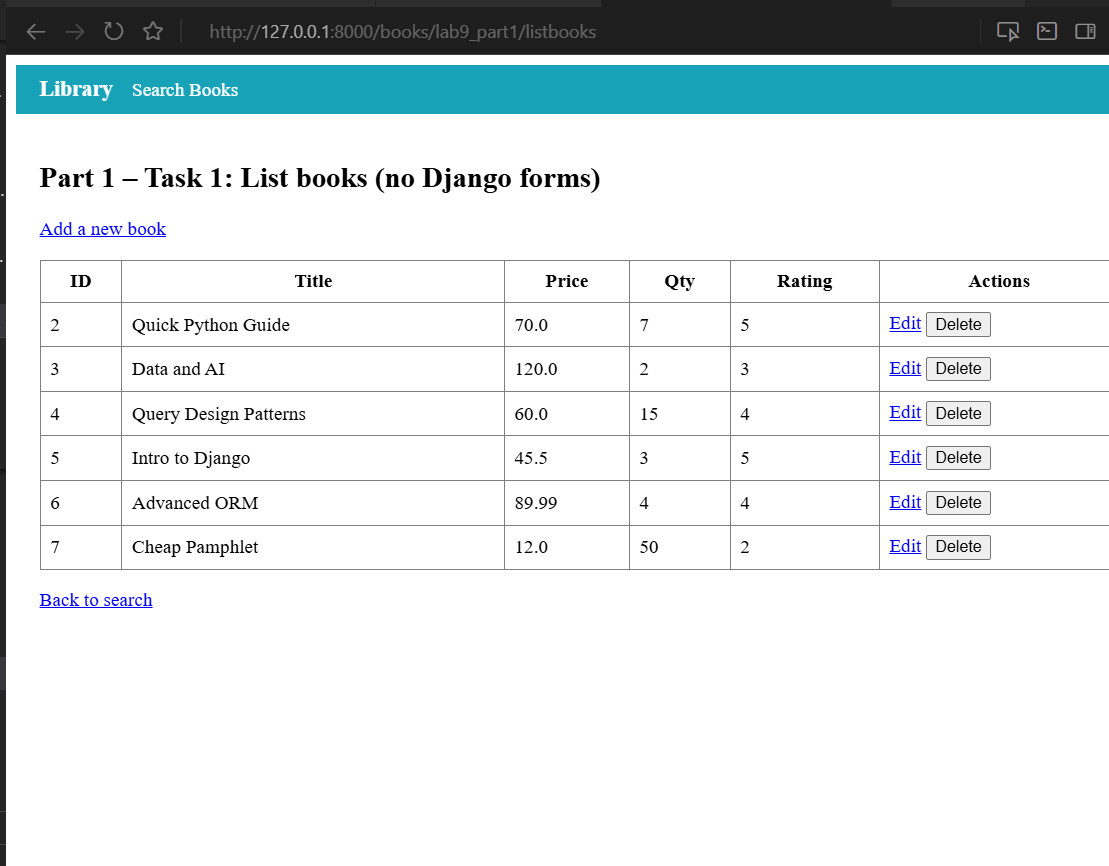 http://127.0.0.1:8000/books/lab9_part1/listbooks
Library Search Books
Part 1 – Task 1: List books (no Django forms)
Add a new book
ID Title Price Qty Rating Actions
2 Quick Python Guide 70.0 7 5 Edit Delete
3 Data and AI 120.0 2 3 Edit Delete
4 Query Design Patterns 60.0 15 4 Edit Delete
5 Intro to Django 45.5 3 5 Edit Delete
6 Advanced ORM 89.99 4 4 Edit Delete
7 Cheap Pamphlet 12.0 50 2 Edit Delete
Back to search